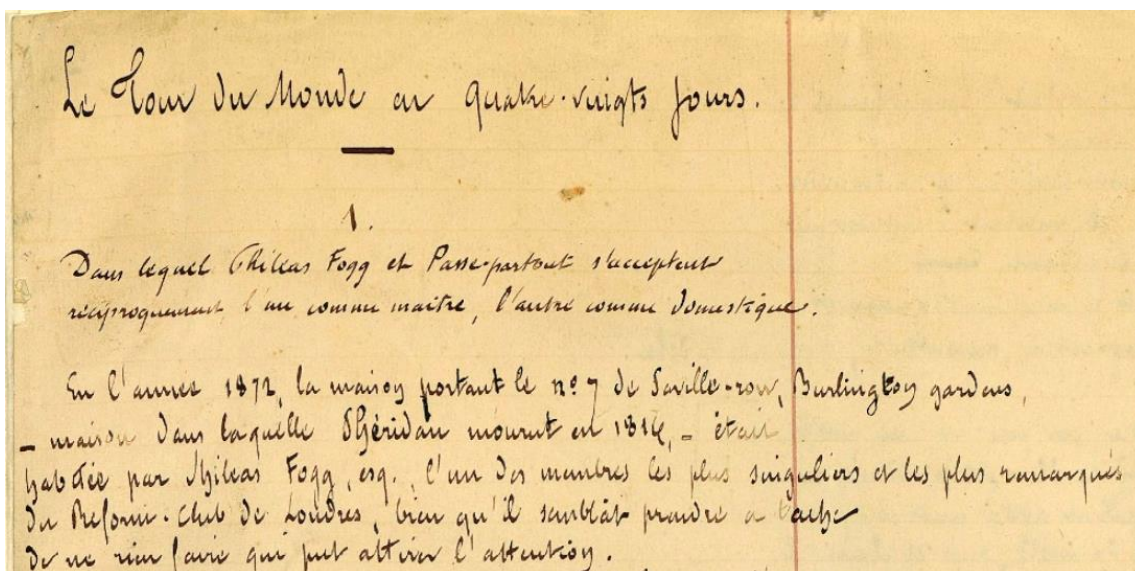 Le Tour du Monde en quatre-vingts jours.
1.
Dans lequel Phileas Fogg et Passe-partout s'acceptent
réciproquement l'un comme maître, l'autre comme domestique.
En l'année 1872, la maison portant le no 7 de Saville-row, Burlington gardens,
– maison dans laquelle Shéridan mourut en 1816, – était
habitée par Phileas Fogg, esq., l'un des membres les plus singuliers et les plus remarqués
du Reform-Club de Londres, bien qu'il semblât prendre à tache
de ne rien faire qui put attirer l'attention.